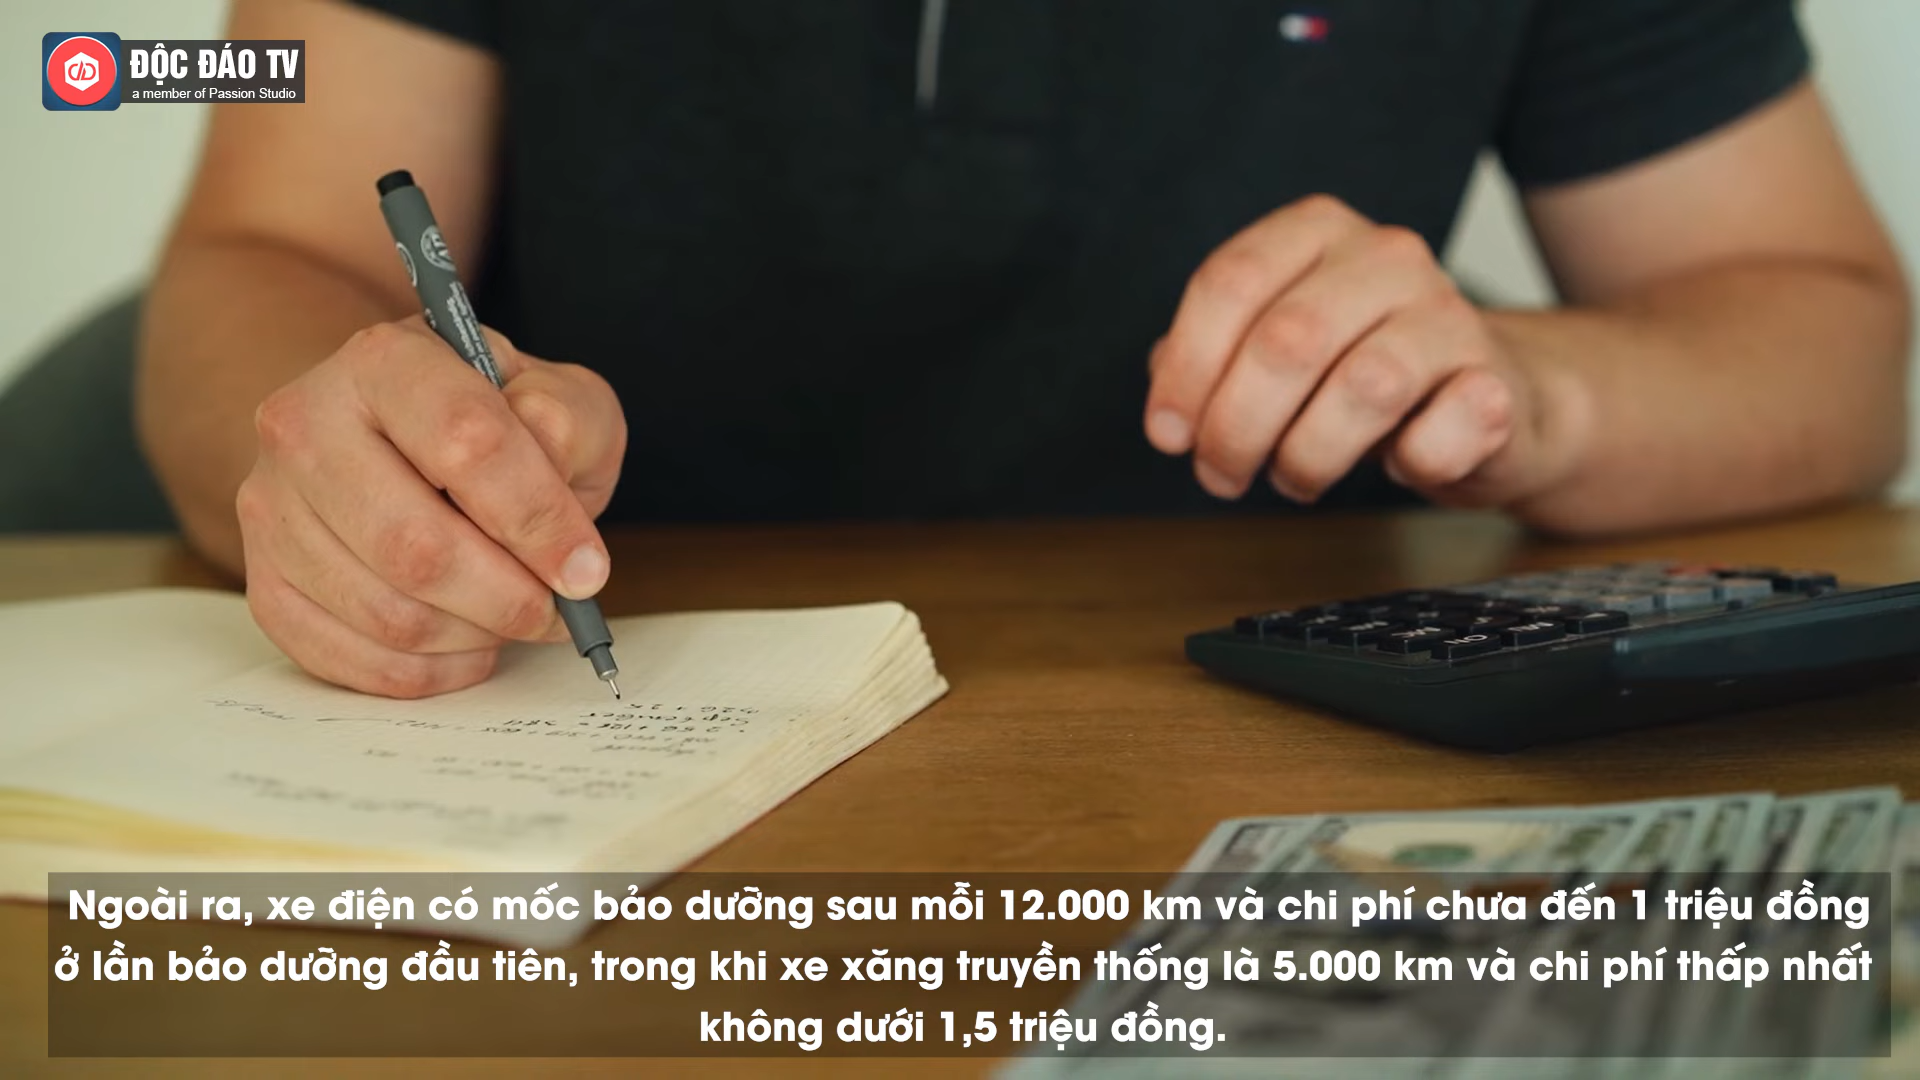 ĐỘC ĐÁO TV
a member of Passion Studio
Ngoài ra, xe điện có mốc bảo dưỡng sau mỗi 12.000 km và chi phí chưa đến 1 triệu đồng
ở lần bảo dưỡng đầu tiên, trong khi xe xăng truyền thống là 5.000 km và chi phí thấp nhất
không dưới 1,5 triệu đồng.